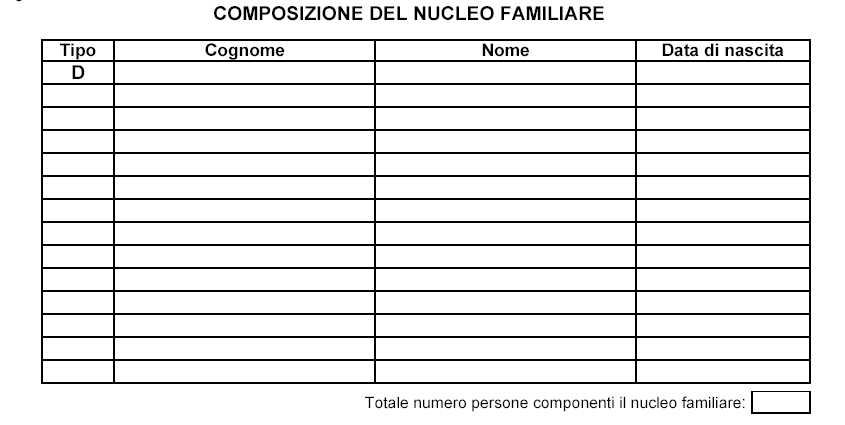 COMPOSIZIONE DEL NUCLEO FAMILIARE
Tipo Cognome Nome Data di nascita
D
Totale numero persone componenti il nucleo familiare: